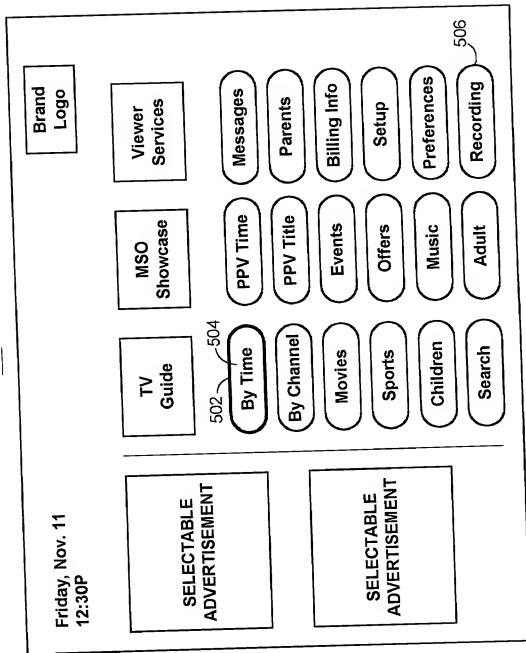 Friday, Nov. 11
12:30P
Brand
Logo
SELECTABLE
ADVERTISEMENT
SELECTABLE
ADVERTISEMENT
TV
Guide
MSO
Showcase
Viewer
Services
502
504
By Time
PPV Time
Messages
By Channel
PPV Title
Parents
Movies
Events
Billing Info
Sports
Offers
Setup
Children
Music
Preferences
Search
Adult
Recording
506